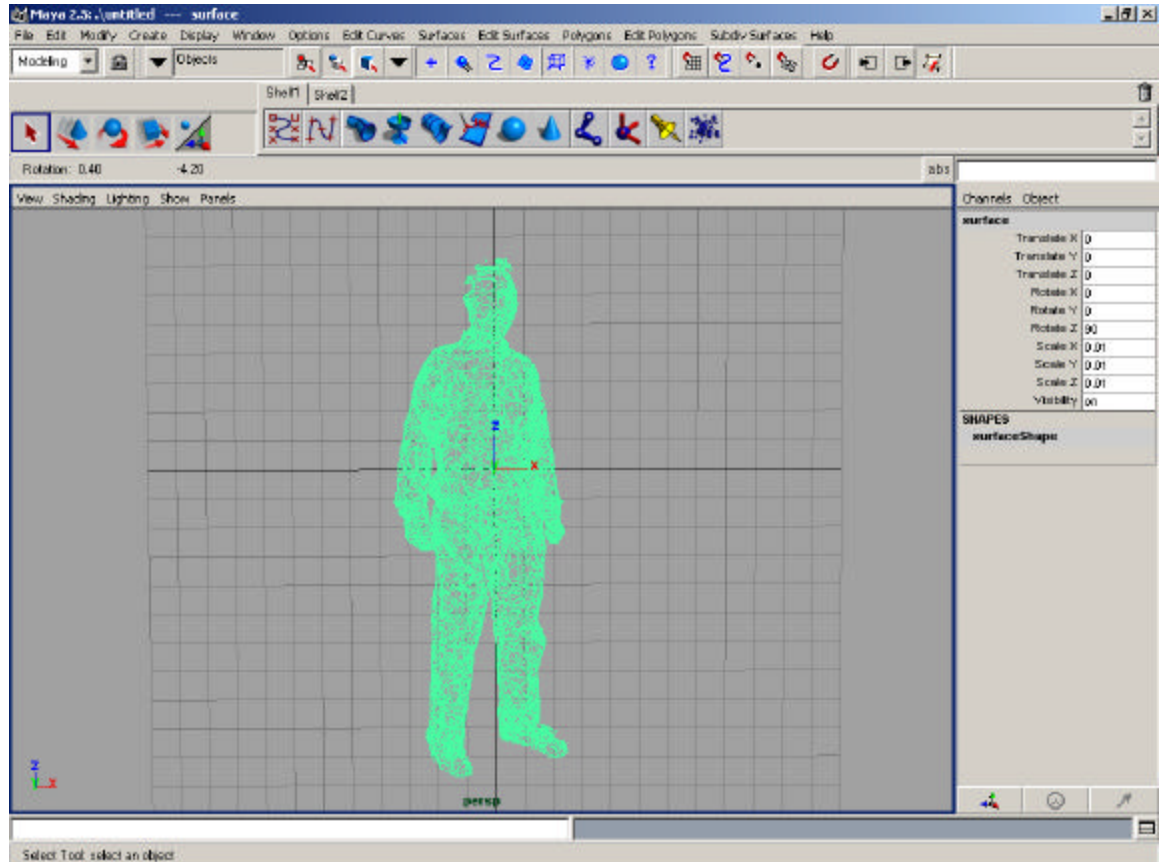 Maya 2.5: .\untitled --- surface
File Edit Modify Create Display Window Options Edit Curves Surfaces Edit Surfaces Polygons Edit Polygons Subdiv Surfaces Help
Modeling Objects
Shelf1 Shelf2
Rotation: 0.40 -4.20 abs
View Shading Lighting Show Panels
Channels Object
surface
Translate X 0
Translate Y 0
Translate Z 0
Rotate X 0
Rotate Y 0
Rotate Z 90
Scale X 0.01
Scale Y 0.01
Scale Z 0.01
Visibility on
SHAPES
surfaceShape
z
x
z
x
persp
Select Tool: select an object